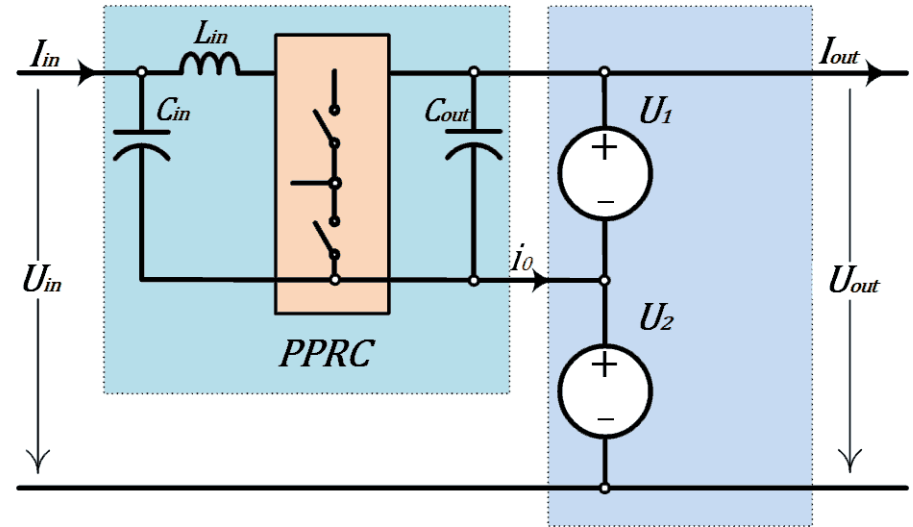 Lin
Iin
Iout
Cin
Cout
U1
+
−
i0
Uin
Uout
U2
PPRC
+
−